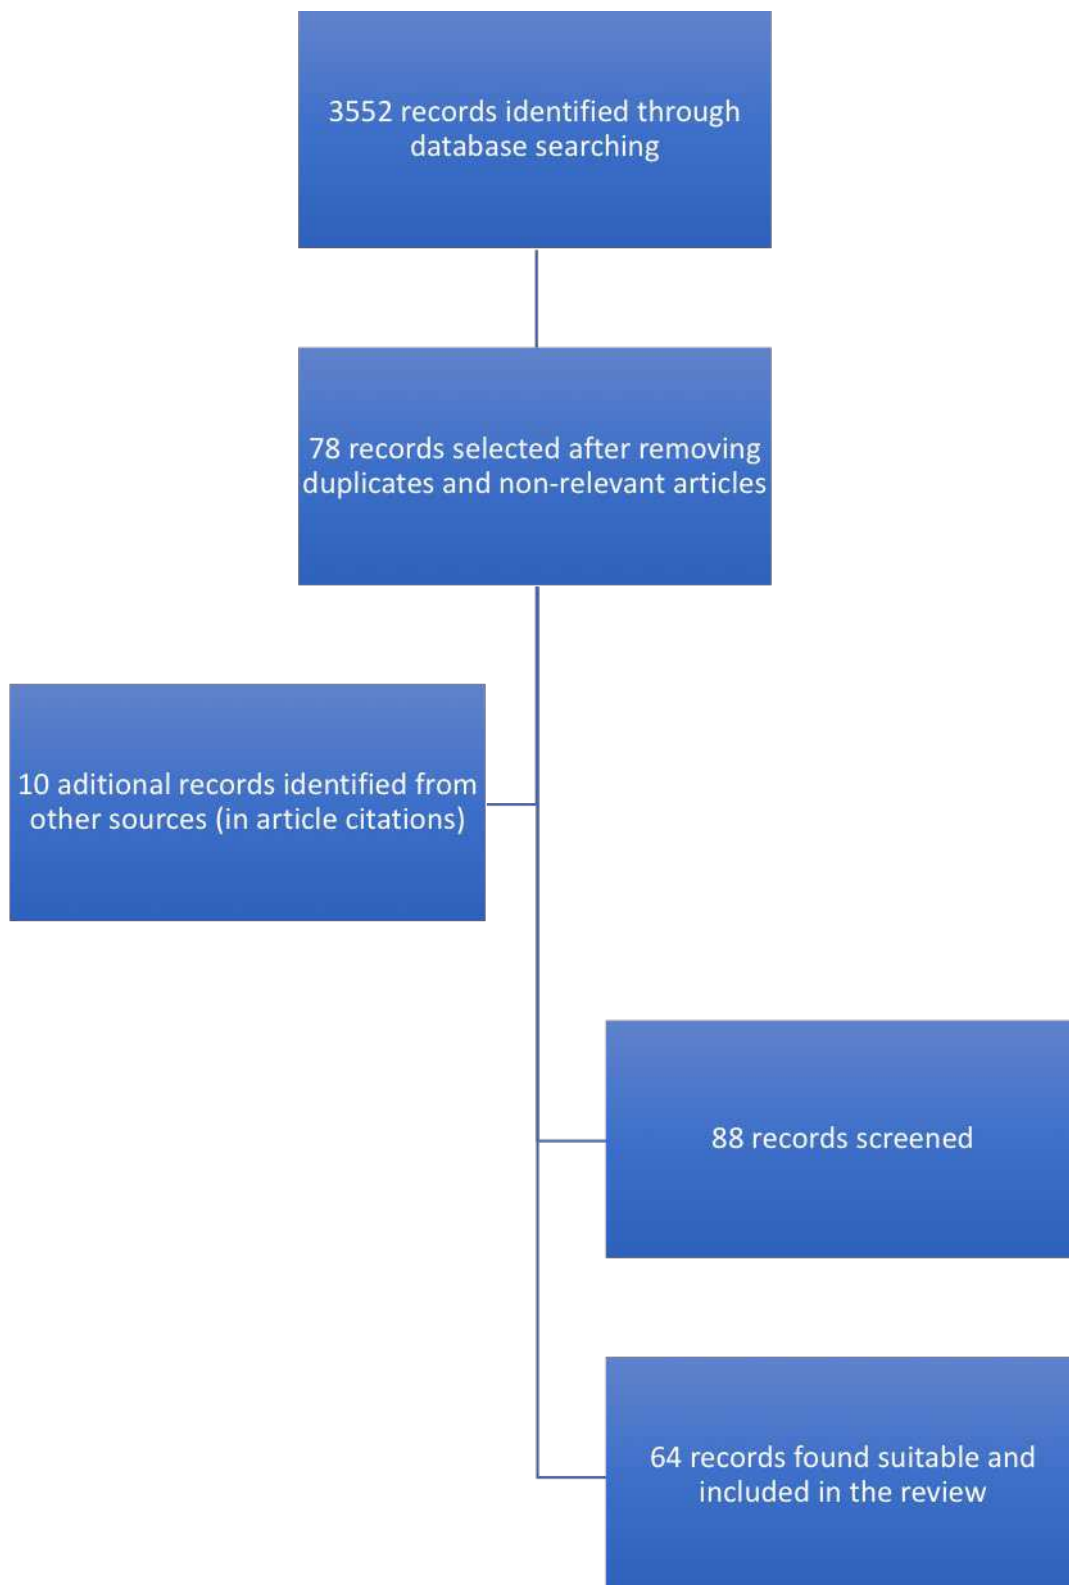 3552 records identified through
database searching
78 records selected after removing
duplicates and non-relevant articles
10 aditional records identified from
other sources (in article citations)
88 records screened
64 records found suitable and
included in the review